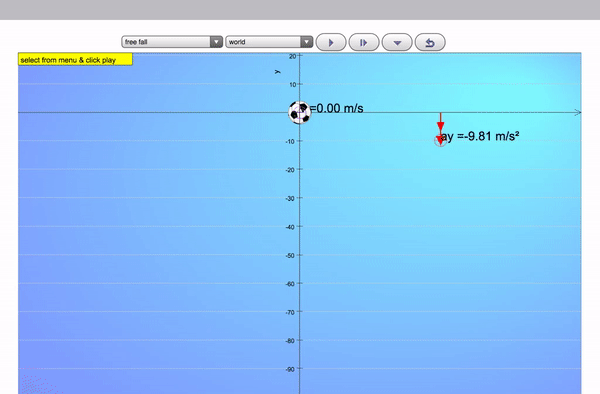 free fall
world
select from menu & click play
y
20
10
=0.00 m/s
ay =-9.81 m/s²
-10
-20
-30
-40
-50
-60
-70
-80
-90